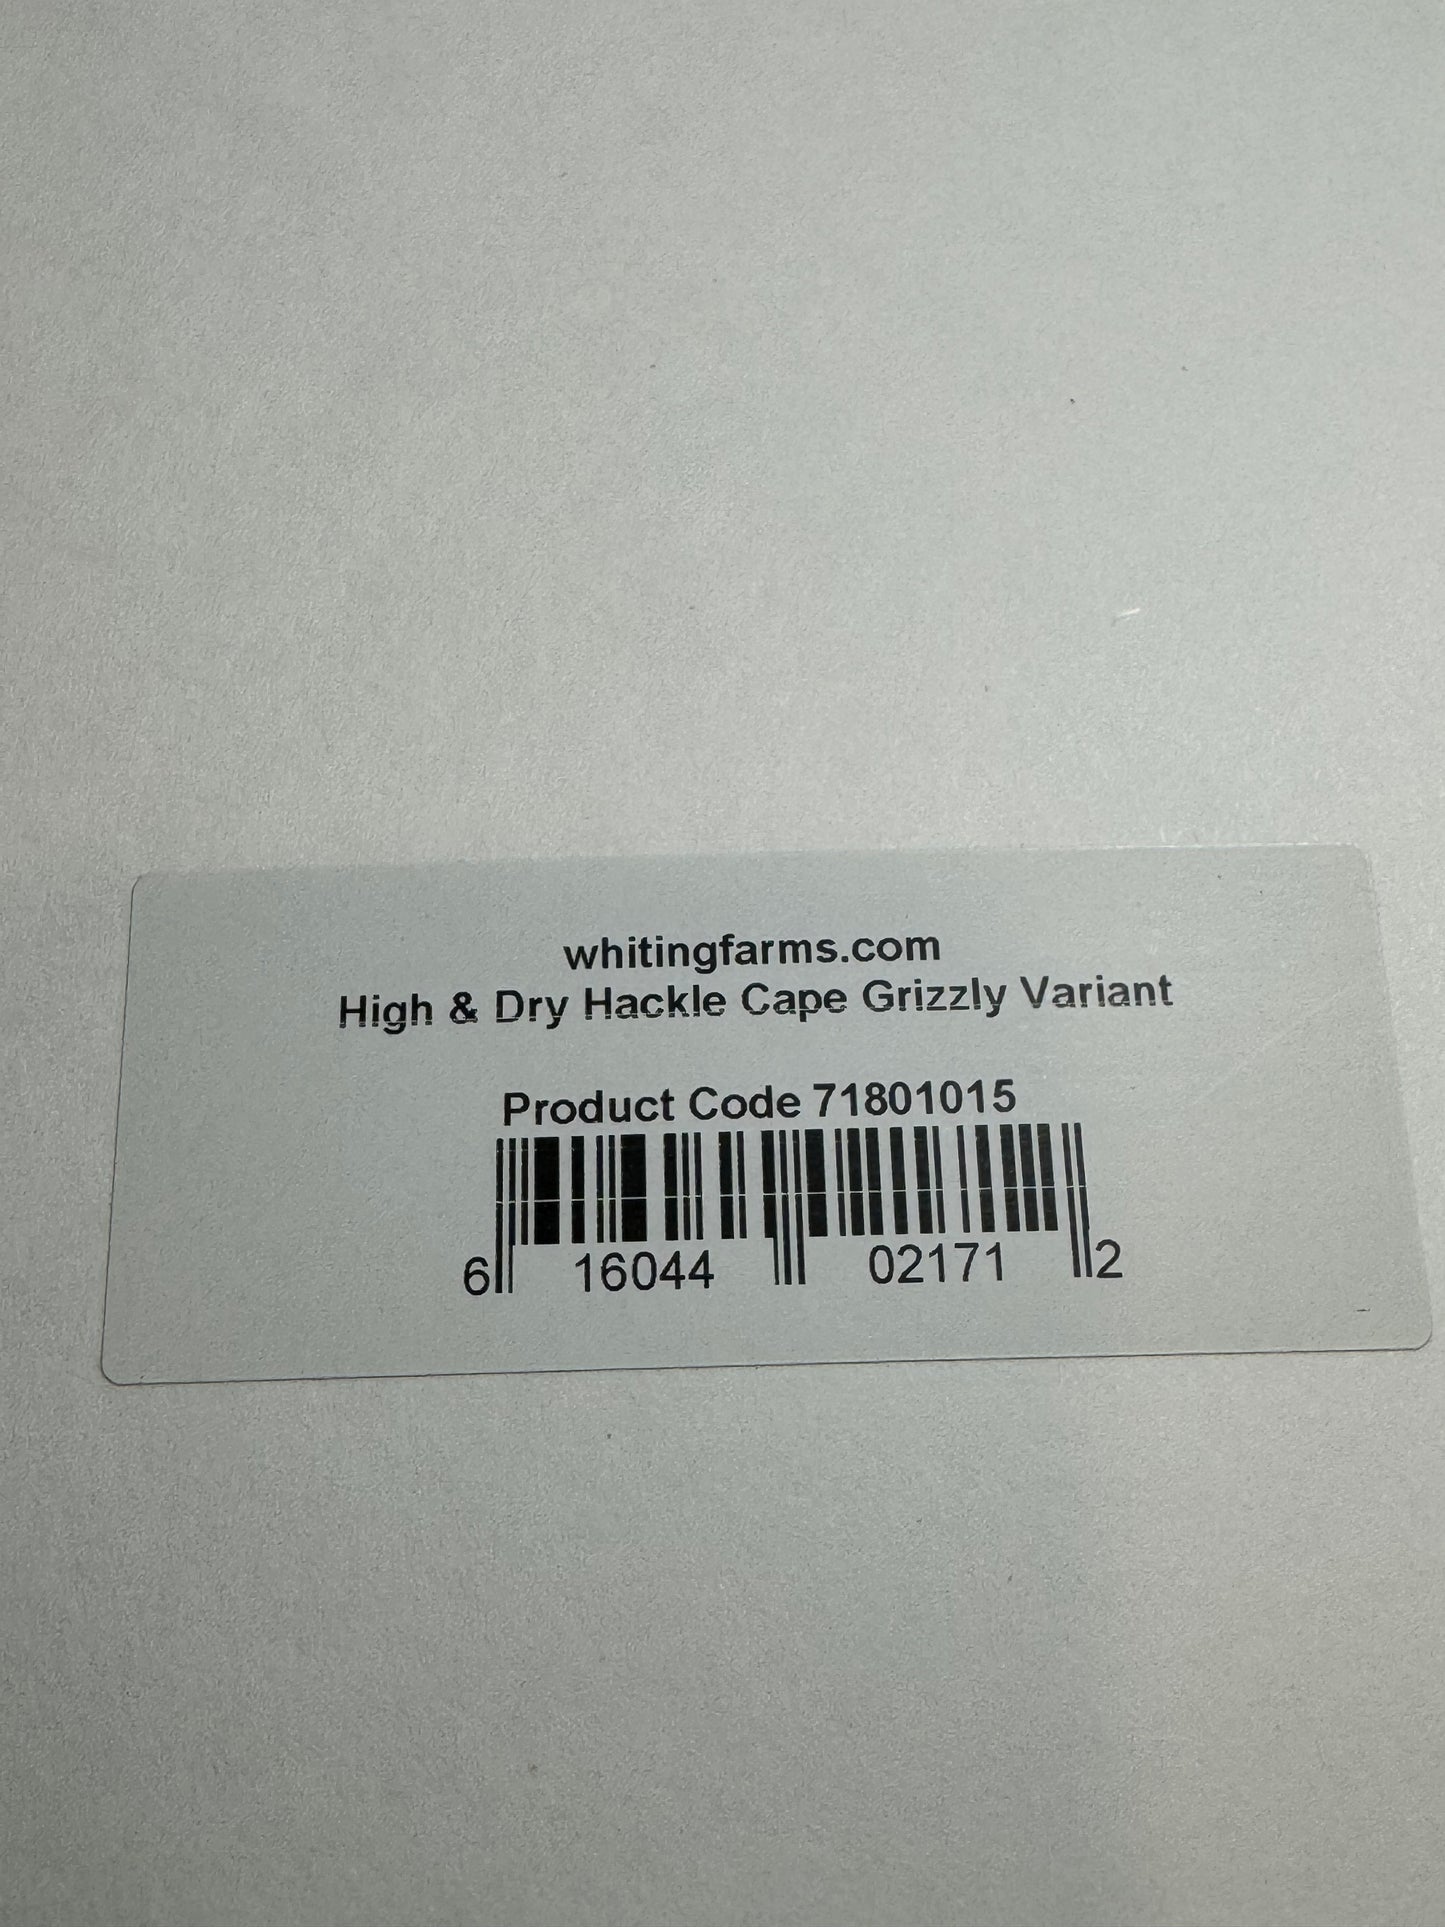 whitingfarms.com
High & Dry Hackle Cape Grizzly Variant
Product Code 71801015
6 16044 02171 2